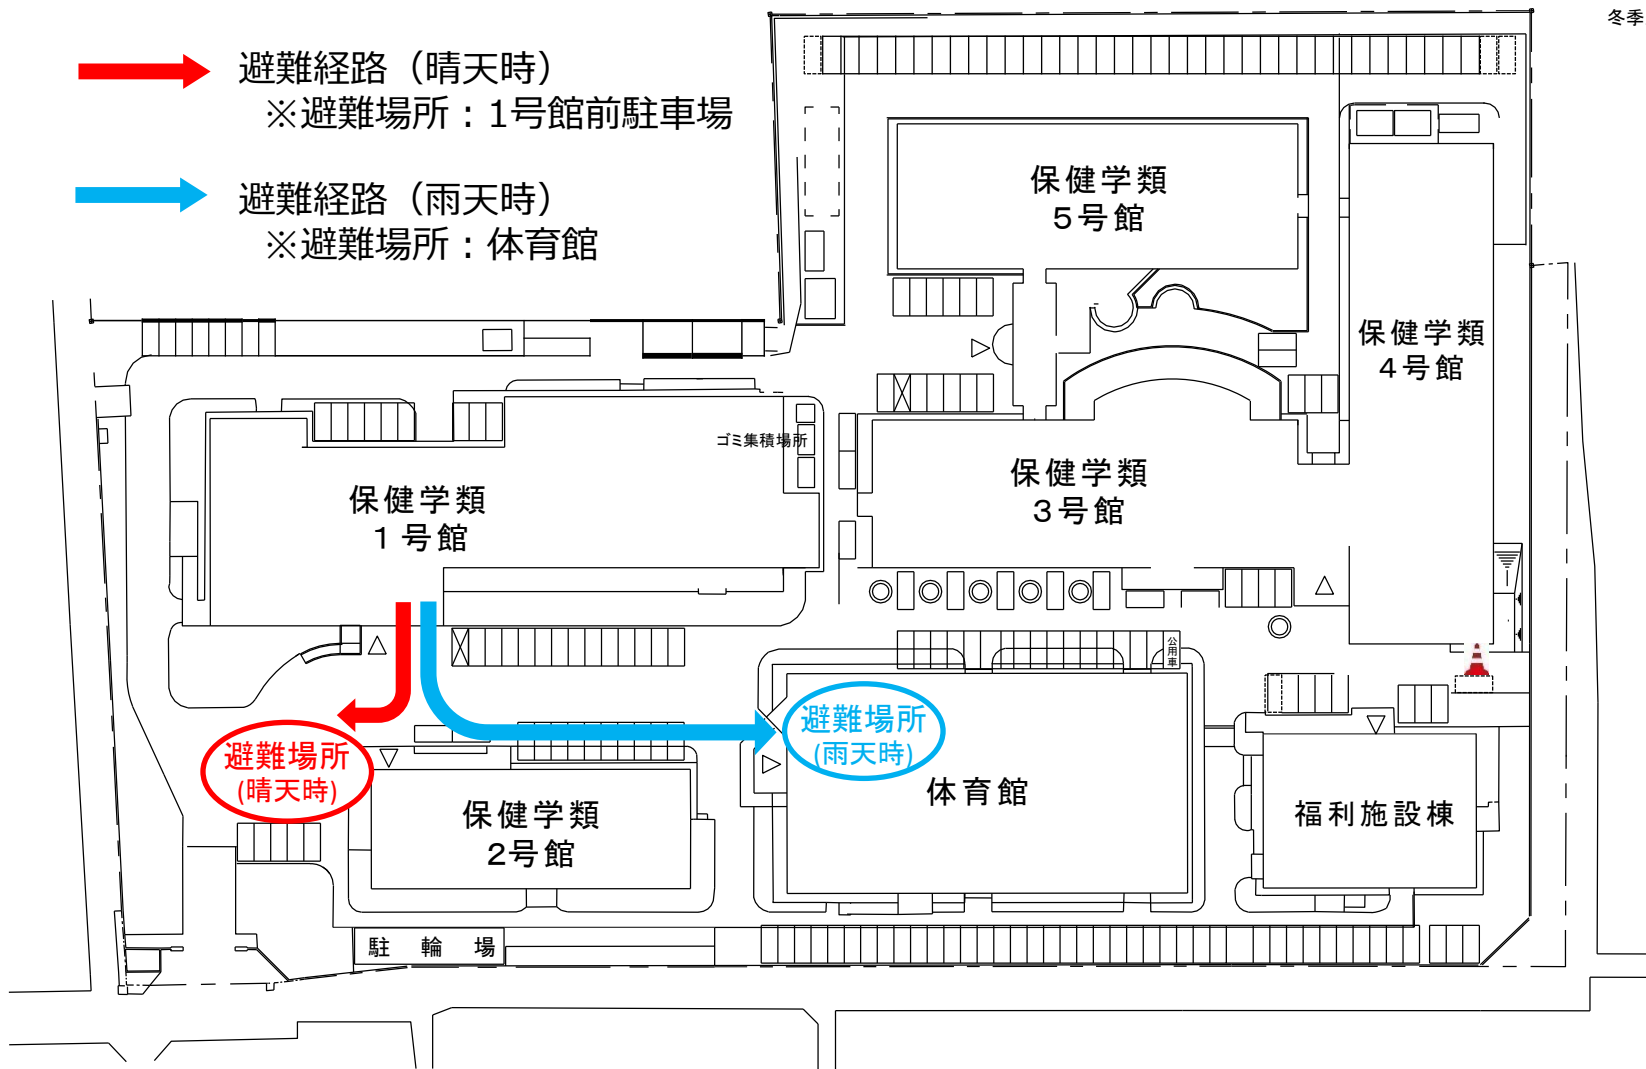 冬季
避難経路（晴天時）
※避難場所：1号館前駐車場
避難経路（雨天時）
※避難場所：体育館
保健学類
５号館
保健学類
４号館
ゴミ集積場所
保健学類
１号館
保健学類
３号館
公用車
避難場所
(晴天時)
避難場所
(雨天時)
体育館
保健学類
2号館
福利施設棟
駐輪場